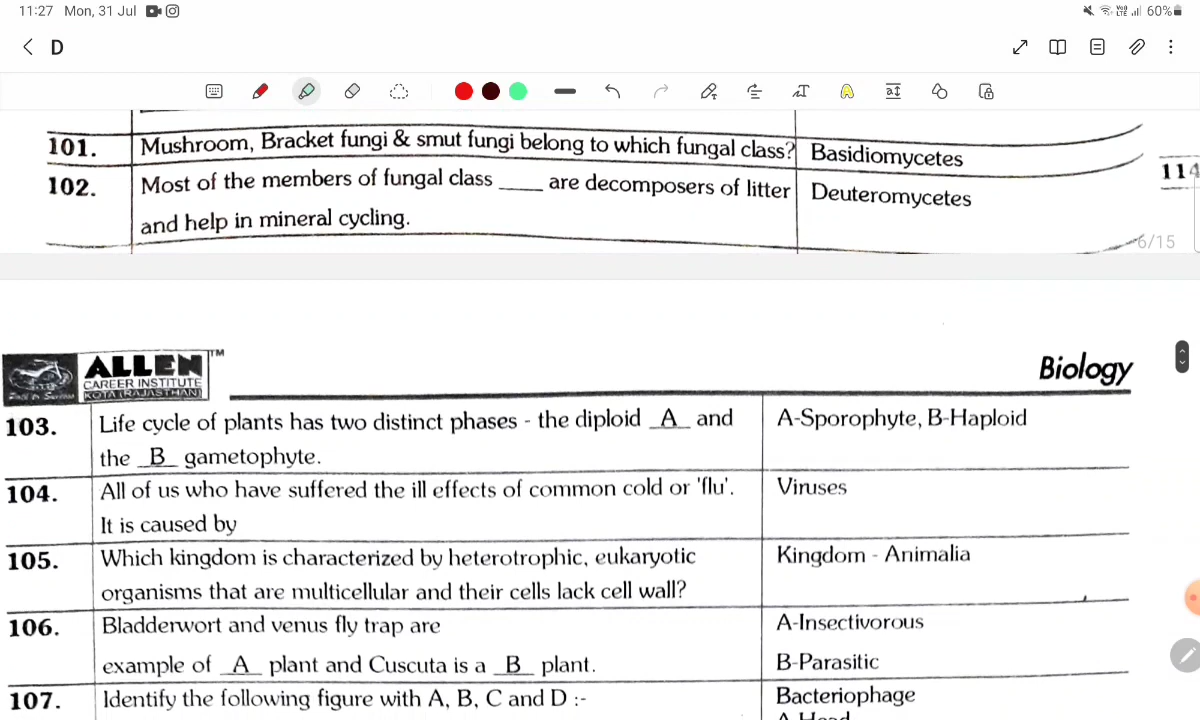 11:27 Mon, 31 Jul
Vo)) LTE 60%
D
101. Mushroom, Bracket fungi & smut fungi belong to which fungal class? Basidiomycetes
102. Most of the members of fungal class ____ are decomposers of litter Deuteromycetes
and help in mineral cycling.
114
6/15
ALLEN TM
CAREER INSTITUTE
KOTA (RAJASTHAN)
Biology
103. Life cycle of plants has two distinct phases - the diploid _A_ and A-Sporophyte, B-Haploid
the _B_ gametophyte.
104. All of us who have suffered the ill effects of common cold or 'flu'. Viruses
It is caused by
105. Which kingdom is characterized by heterotrophic, eukaryotic Kingdom - Animalia
organisms that are multicellular and their cells lack cell wall?
106. Bladderwort and venus fly trap are A-Insectivorous
example of _A_ plant and Cuscuta is a _B_ plant. B-Parasitic
107. Identify the following figure with A, B, C and D :- Bacteriophage